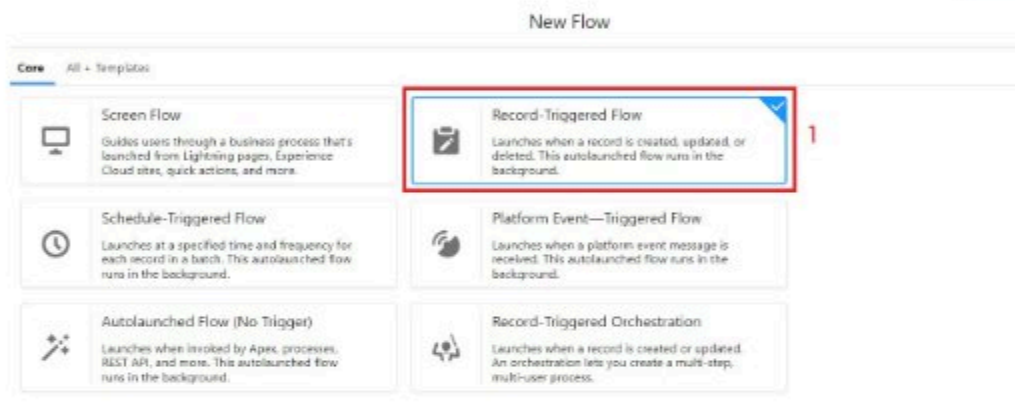 New Flow
Core All + Templates
Screen Flow
Guides users through a business process that's
launched from Lightning pages, Experience
Cloud sites, quick actions, and more.
Record-Triggered Flow
Launches when a record is created, updated, or
deleted. This autolaunched flow runs in the
background.
1
Schedule-Triggered Flow
Launches at a specified time and frequency for
each record in a batch. This autolaunched flow
runs in the background.
Platform Event—Triggered Flow
Launches when a platform event message is
received. This autolaunched flow runs in the
background.
Autolaunched Flow (No Trigger)
Launches when invoked by Apex, processes,
REST API, and more. This autolaunched flow
runs in the background.
Record-Triggered Orchestration
Launches when a record is created or updated.
An orchestration lets you create a multi-step,
multi-user process.